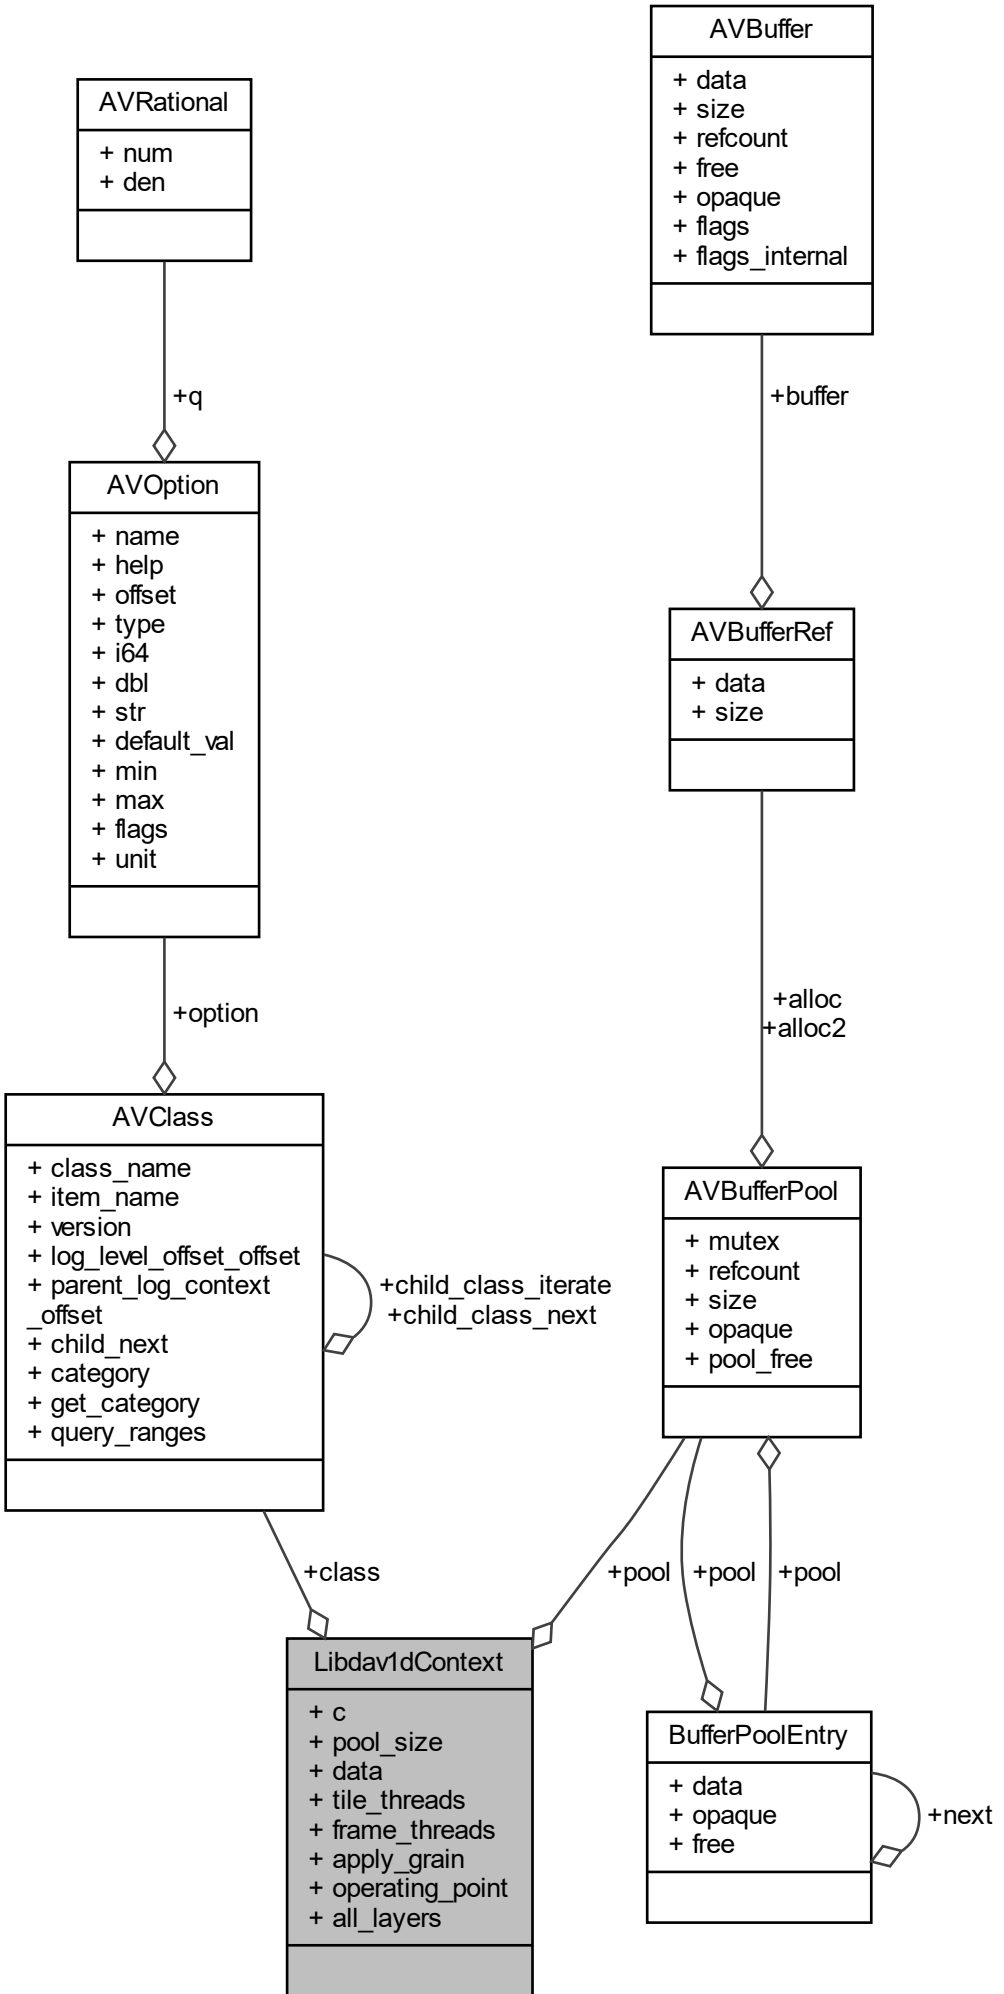 AVBuffer
+ data
+ size
+ refcount
+ free
+ opaque
+ flags
+ flags_internal
AVRational
+ num
+ den
+q
+buffer
AVOption
+ name
+ help
+ offset
+ type
+ i64
+ dbl
+ str
+ default_val
+ min
+ max
+ flags
+ unit
AVBufferRef
+ data
+ size
+option
+alloc
+alloc2
AVClass
+ class_name
+ item_name
+ version
+ log_level_offset_offset
+ parent_log_context
_offset
+ child_next
+ category
+ get_category
+ query_ranges
+child_class_iterate
+child_class_next
AVBufferPool
+ mutex
+ refcount
+ size
+ opaque
+ pool_free
+class
+pool
+pool
+pool
Libdav1dContext
+ c
+ pool_size
+ data
+ tile_threads
+ frame_threads
+ apply_grain
+ operating_point
+ all_layers
BufferPoolEntry
+ data
+ opaque
+ free
+next